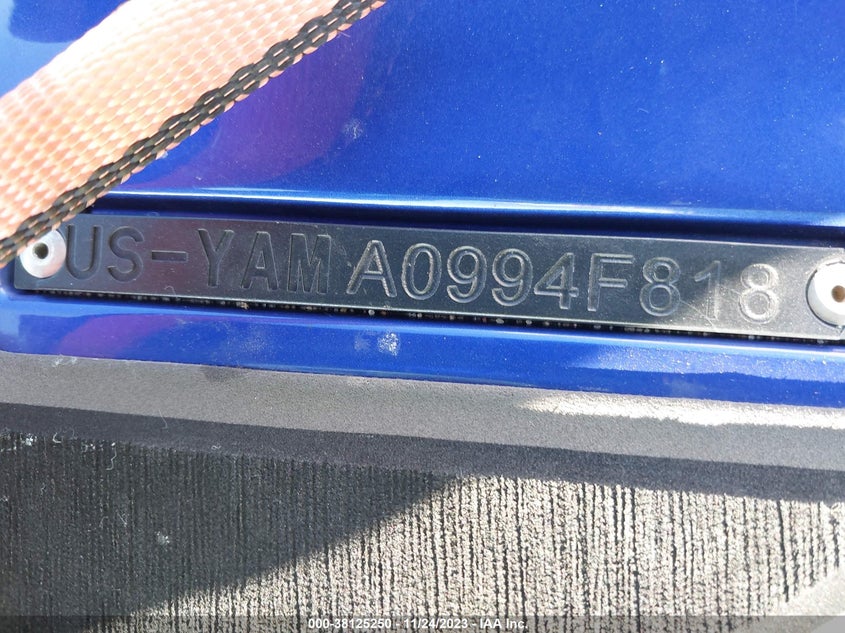 US-YAMA0994F818
000-38125250 - 11/24/2023 - IAA Inc.